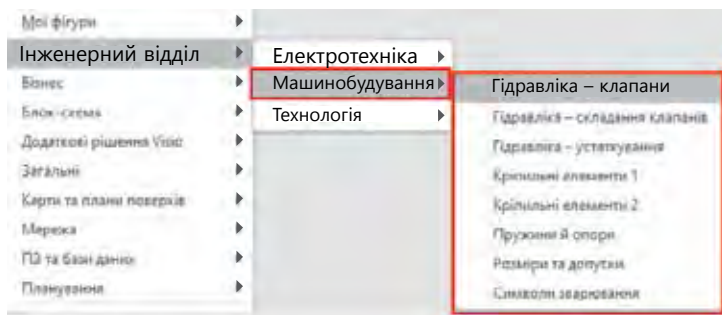 Мої фігури
Інженерний відділ
Бізнес
Блок-схема
Додаткові рішення Visio
Загальні
Карти та плани поверхів
Мережа
ПЗ та бази даних
Планування
Електротехніка
Машинобудування
Технологія
Гідравліка – клапани
Гідравліка – складання клапанів
Гідравліка – устаткування
Кріпильні елементи 1
Кріпильні елементи 2
Пружини й опори
Розміри та допуски
Символи зварювання